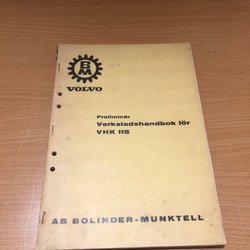 BM
VOLVO
Preliminär
Verkstadshandbok för
VHK 115
AB BOLINDER-MUNKTELL